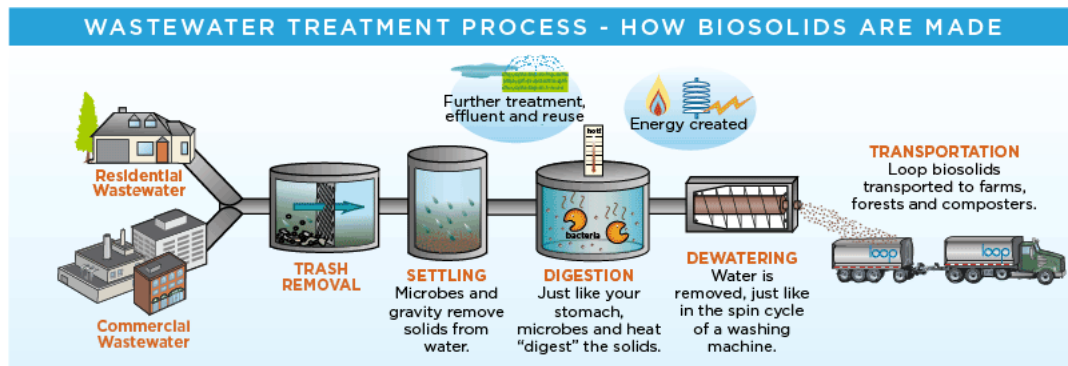 WASTEWATER TREATMENT PROCESS - HOW BIOSOLIDS ARE MADE
Further treatment,
effluent and reuse
Energy created
hot!
Residential
Wastewater
Commercial
Wastewater
TRASH
REMOVAL
SETTLING
Microbes and
gravity remove
solids from
water.
bacteria
DIGESTION
Just like your
stomach,
microbes and heat
“digest” the solids.
DEWATERING
Water is
removed, just like
in the spin cycle
of a washing
machine.
TRANSPORTATION
Loop biosolids
transported to farms,
forests and composters.
loop
loop